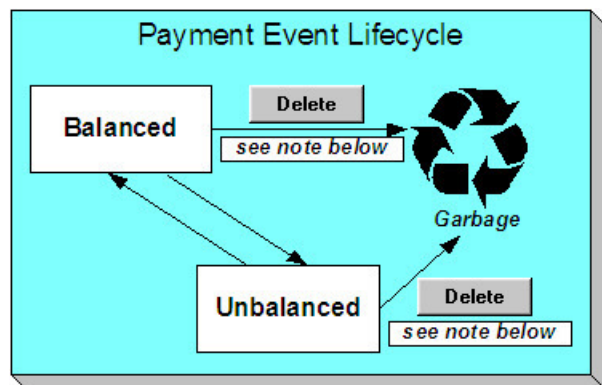 Payment Event Lifecycle
Delete
Balanced
see note below
Garbage
Unbalanced
Delete
see note below